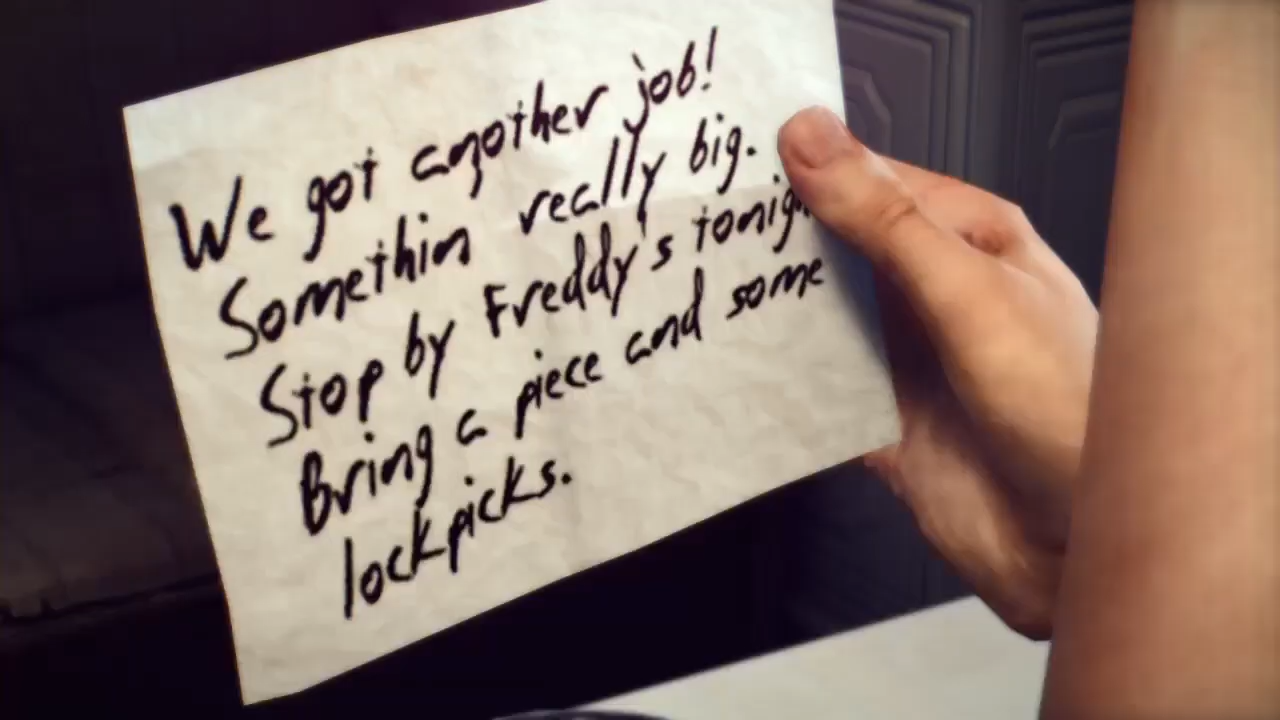 We got another job!
Somethin really big.
Stop by Freddy's
Bring a piece and some
lockpicks.